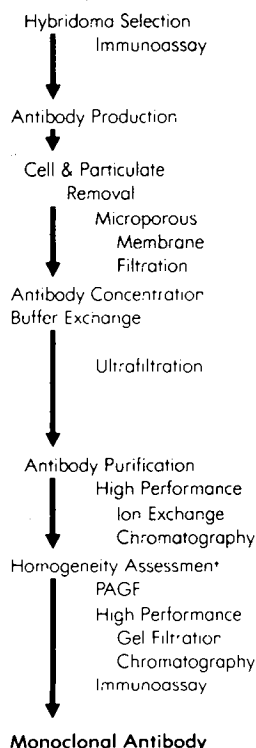 Hybridoma Selection
Immunoassay
Antibody Production
Cell & Particulate
Removal
Microporous
Membrane
Filtration
Antibody Concentration
Buffer Exchange
Ultrafiltration
Antibody Purification
High Performance
Ion Exchange
Chromatography
Homogeneity Assessment
PAGE
High Performance
Gel Filtration
Chromatography
Immunoassay
Monoclonal Antibody